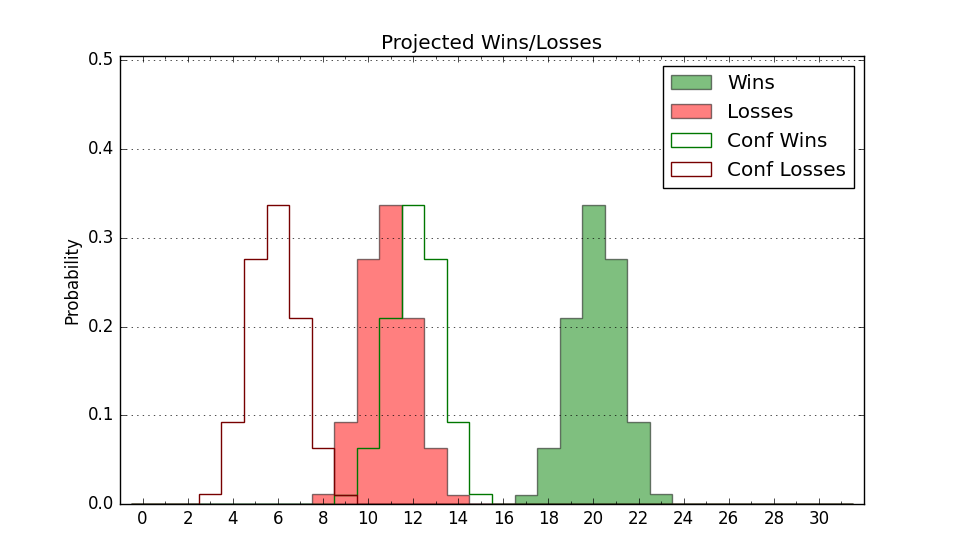 Projected Wins/Losses
0.5
0.4
0.3
0.2
0.1
0.0
Probability
Wins
Losses
Conf Wins
Conf Losses
0 2 4 6 8 10 12 14 16 18 20 22 24 26 28 30